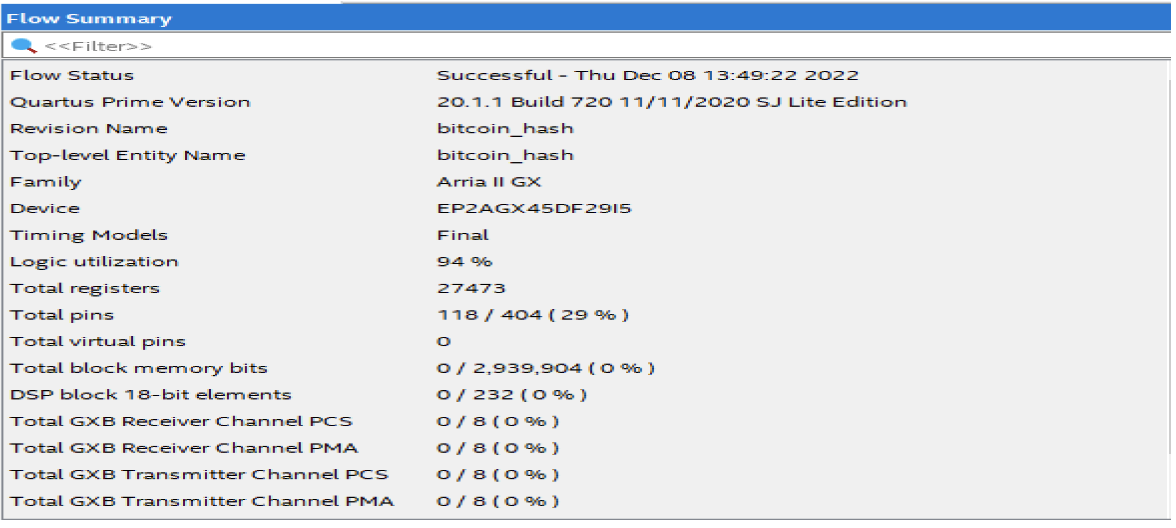 Flow Summary
<<Filter>>
Flow Status Successful - Thu Dec 08 13:49:22 2022
Quartus Prime Version 20.1.1 Build 720 11/11/2020 SJ Lite Edition
Revision Name bitcoin_hash
Top-level Entity Name bitcoin_hash
Family Arria II GX
Device EP2AGX45DF29I5
Timing Models Final
Logic utilization 94 %
Total registers 27473
Total pins 118 / 404 ( 29 % )
Total virtual pins 0
Total block memory bits 0 / 2,939,904 ( 0 % )
DSP block 18-bit elements 0 / 232 ( 0 % )
Total GXB Receiver Channel PCS 0 / 8 ( 0 % )
Total GXB Receiver Channel PMA 0 / 8 ( 0 % )
Total GXB Transmitter Channel PCS 0 / 8 ( 0 % )
Total GXB Transmitter Channel PMA 0 / 8 ( 0 % )